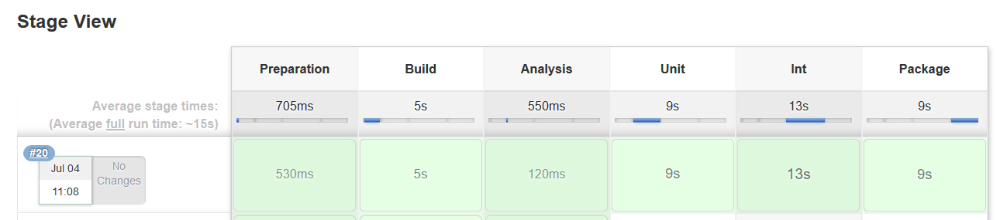 Stage View
Preparation Build Analysis Unit Int Package
Average stage times: 705ms 5s 550ms 9s 13s 9s
(Average full run time: ~15s)
#20
Jul 04 No
Changes
11:08
530ms 5s 120ms 9s 13s 9s